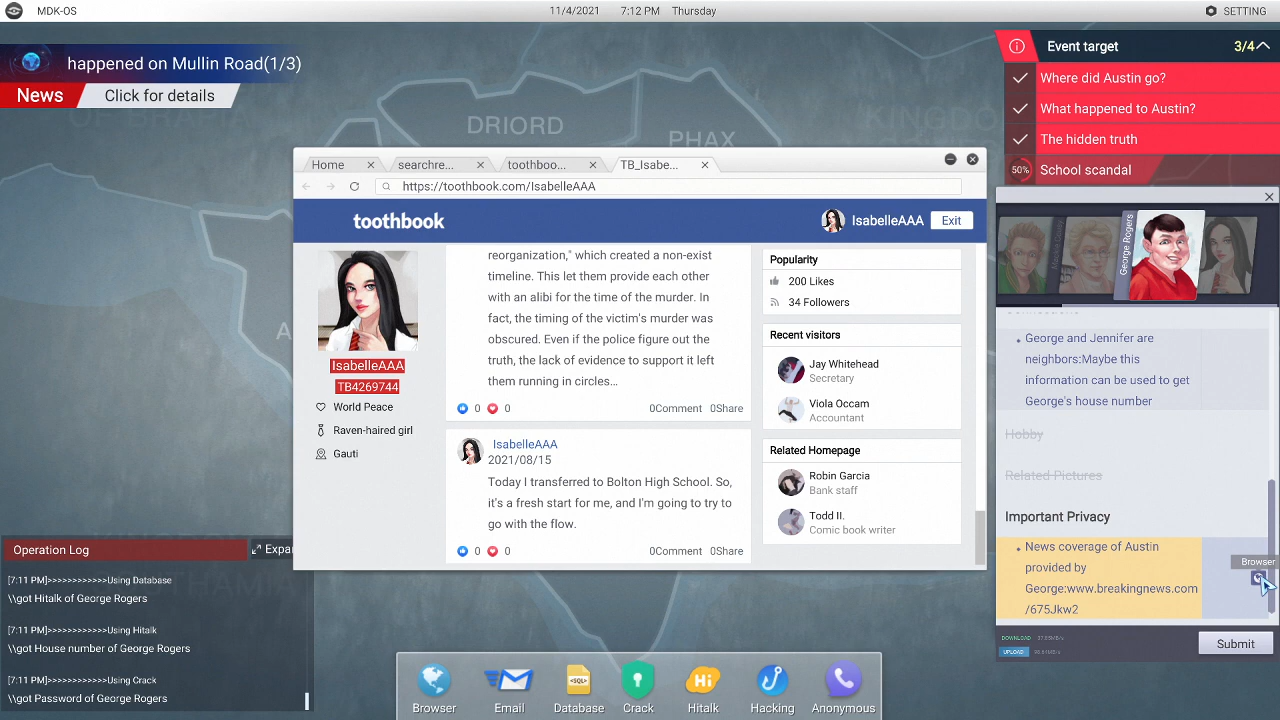 MDK-OS
11/4/2021
7:12 PM
Thursday
SETTING
happened on Mullin Road(1/3)
News
Click for details
DRIORD
PHAX
Event target
3/4
Where did Austin go?
What happened to Austin?
The hidden truth
50%
School scandal
Home
searchre...
toothboo...
TB_Isabe...
https://toothbook.com/IsabelleAAA
toothbook
IsabelleAAA
Exit
IsabelleAAA
TB4269744
World Peace
Raven-haired girl
Gauti
reorganization," which created a non-exist
timeline. This let them provide each other
with an alibi for the time of the murder. In
fact, the timing of the victim's murder was
obscured. Even if the police figure out the
truth, the lack of evidence to support it left
them running in circles...
0
0
0Comment
0Share
IsabelleAAA
2021/08/15
Today I transferred to Bolton High School. So,
it's a fresh start for me, and I'm going to try to
go with the flow.
0
0
0Comment
0Share
Popularity
200 Likes
34 Followers
Recent visitors
Jay Whitehead
Secretary
Viola Occam
Accountant
Related Homepage
Robin Garcia
Bank staff
Todd II.
Comic book writer
George Rogers
George and Jennifer are
neighbors:Maybe this
information can be used to get
George's house number
Hobby
Related Pictures
Important Privacy
News coverage of Austin
provided by
George:www.breakingnews.com
/675Jkw2
Browser
DOWNLOAD
UPLOAD
Submit
Operation Log
Expan
[7:11 PM]>>>>>>>>>>>Using Database
\\got Hitalk of George Rogers
[7:11 PM]>>>>>>>>>>>Using Hitalk
\\got House number of George Rogers
[7:11 PM]>>>>>>>>>>>Using Crack
\\got Password of George Rogers
Browser
Email
<SQL>
Database
Crack
Hi
Hitalk
Hacking
Anonymous